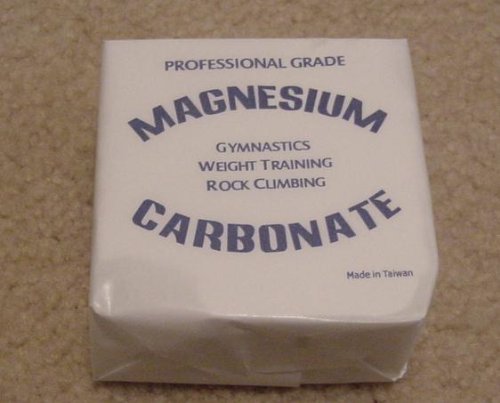 PROFESSIONAL GRADE
MAGNESIUM
GYMNASTICS
WEIGHT TRAINING
ROCK CLIMBING
CARBONATE
Made in Taiwan